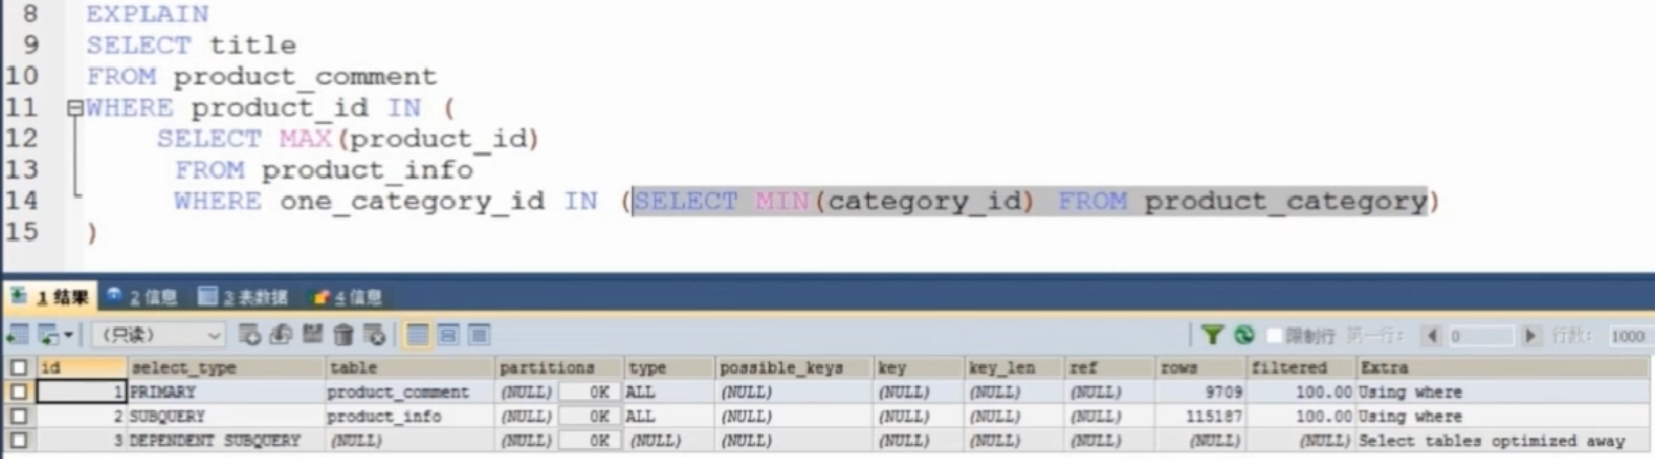 8 EXPLAIN
9 SELECT title
10 FROM product_comment
11 WHERE product_id IN (
12 SELECT MAX(product_id)
13 FROM product_info
14 WHERE one_category_id IN (SELECT MIN(category_id) FROM product_category)
15 )
1 结果 2 信息 3 表数据 4 信息
(只读) 限制行 第一行: 0 行数: 1000
id select_type table partitions type possible_keys key key_len ref rows filtered Extra
1 PRIMARY product_comment (NULL) 0K ALL (NULL) (NULL) (NULL) (NULL) 9709 100.00 Using where
2 SUBQUERY product_info (NULL) 0K ALL (NULL) (NULL) (NULL) (NULL) 115187 100.00 Using where
3 DEPENDENT SUBQUERY (NULL) (NULL) 0K (NULL) (NULL) (NULL) (NULL) (NULL) (NULL) (NULL) Select tables optimized away